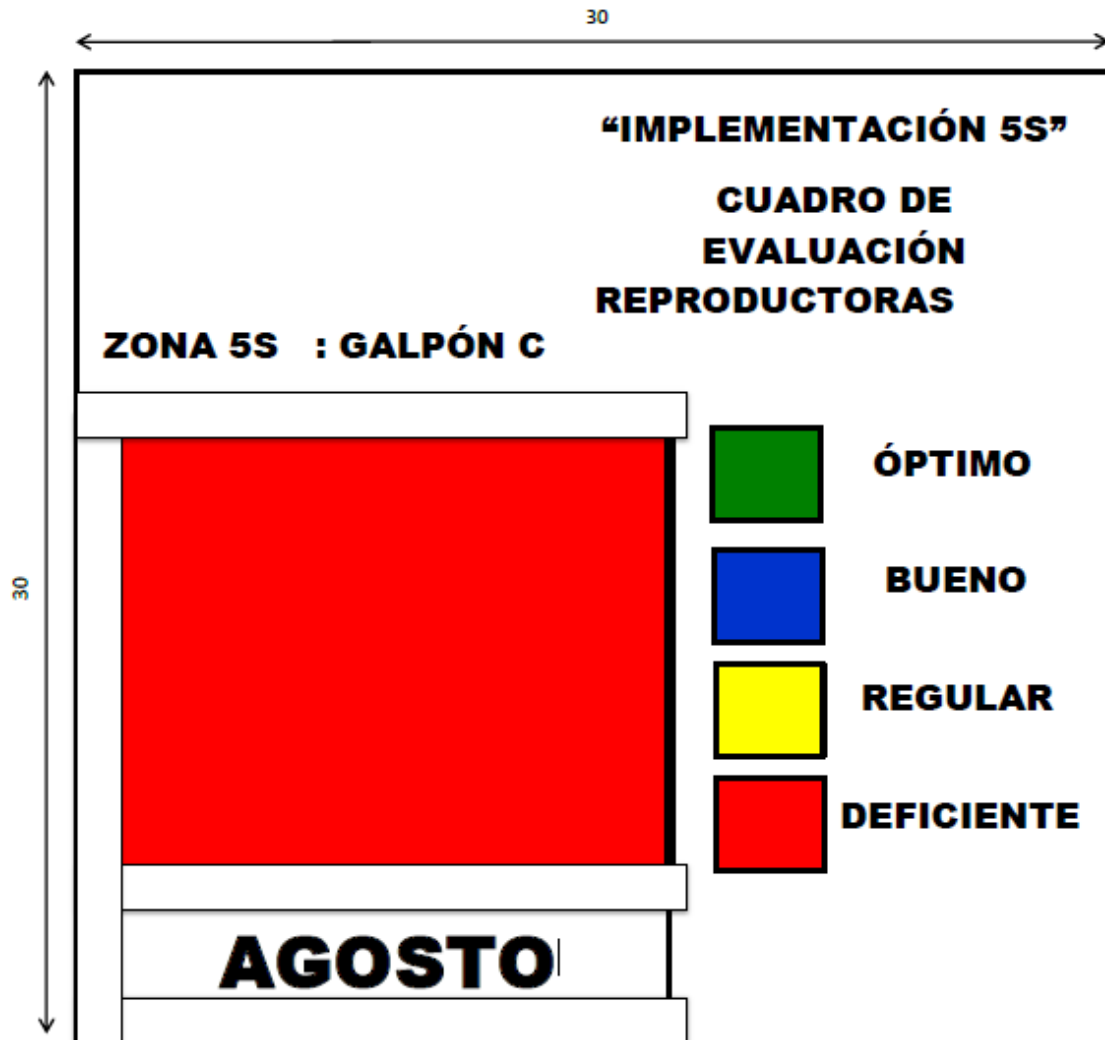 30
“IMPLEMENTACIÓN 5S”
CUADRO DE
EVALUACIÓN
REPRODUCTORAS
ZONA 5S : GALPÓN C
ÓPTIMO
BUENO
30
REGULAR
DEFICIENTE
AGOSTO